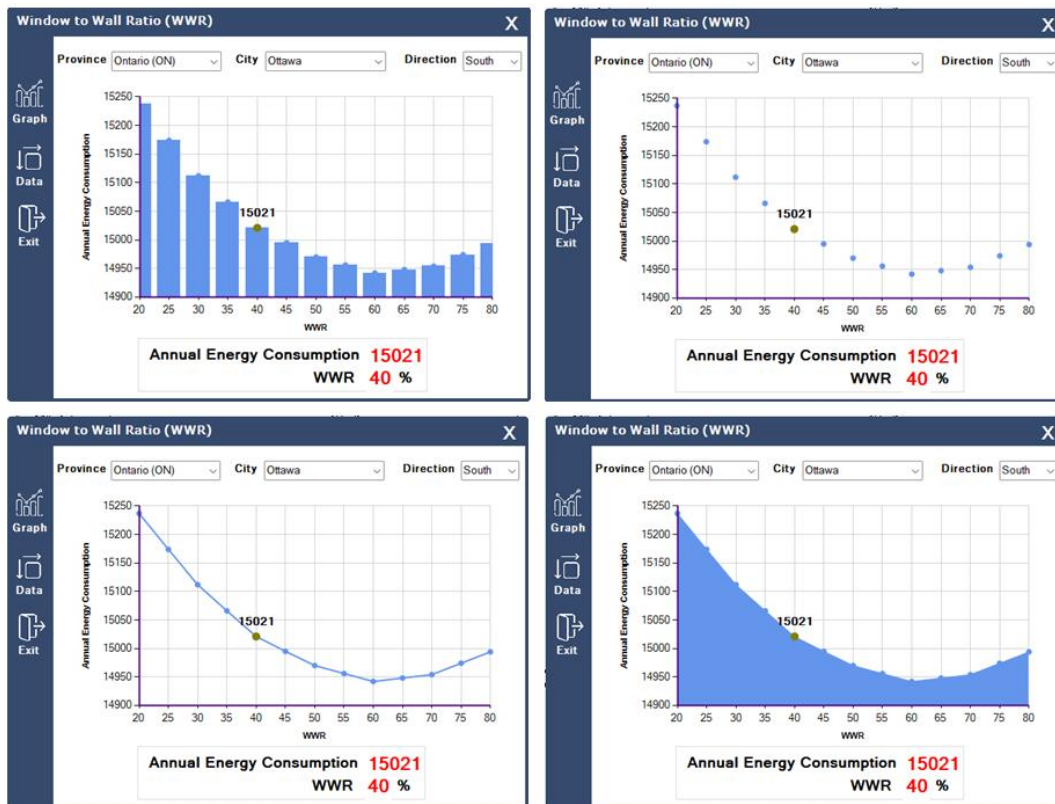 Window to Wall Ratio (WWR) X
Province Ontario (ON) City Ottawa Direction South
Graph
Data
Exit
Annual Energy Consumption
15250
15200
15150
15100
15050
15000
14950
14900
15021
20 25 30 35 40 45 50 55 60 65 70 75 80
WWR
Annual Energy Consumption 15021
WWR 40 %
Window to Wall Ratio (WWR) X
Province Ontario (ON) City Ottawa Direction South
Graph
Data
Exit
Annual Energy Consumption
15250
15200
15150
15100
15050
15000
14950
14900
15021
20 25 30 35 40 45 50 55 60 65 70 75 80
WWR
Annual Energy Consumption 15021
WWR 40 %
Window to Wall Ratio (WWR) X
Province Ontario (ON) City Ottawa Direction South
Graph
Data
Exit
Annual Energy Consumption
15250
15200
15150
15100
15050
15000
14950
14900
15021
20 25 30 35 40 45 50 55 60 65 70 75 80
WWR
Annual Energy Consumption 15021
WWR 40 %
Window to Wall Ratio (WWR) X
Province Ontario (ON) City Ottawa Direction South
Graph
Data
Exit
Annual Energy Consumption
15250
15200
15150
15100
15050
15000
14950
14900
15021
20 25 30 35 40 45 50 55 60 65 70 75 80
WWR
Annual Energy Consumption 15021
WWR 40 %